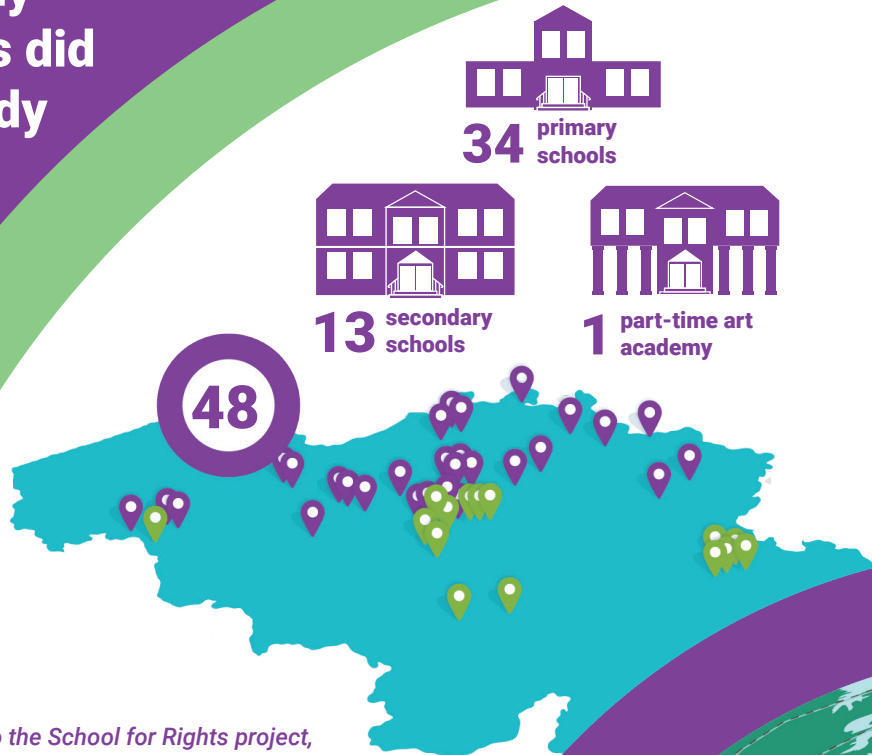 s did
dy
34 primary
schools
13 secondary
schools
1 part-time art
academy
48
the School for Rights project,